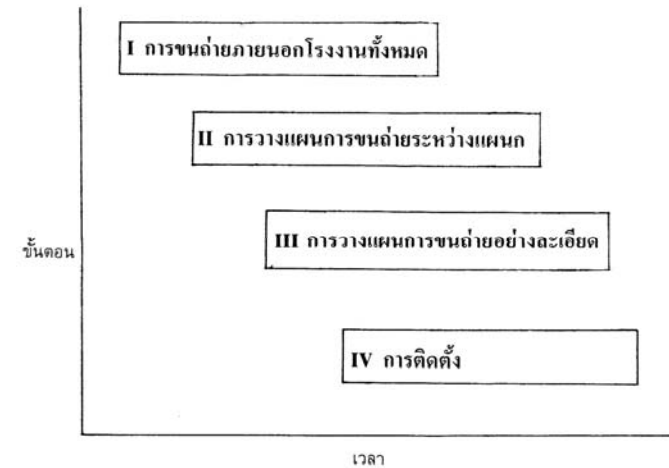 I การขนถ่ายภายนอกโรงงานทั้งหมด
II การวางแผนการขนถ่ายระหว่างแผนก
III การวางแผนการขนถ่ายอย่างละเอียด
ขั้นตอน
IV การติดตั้ง
เวลา